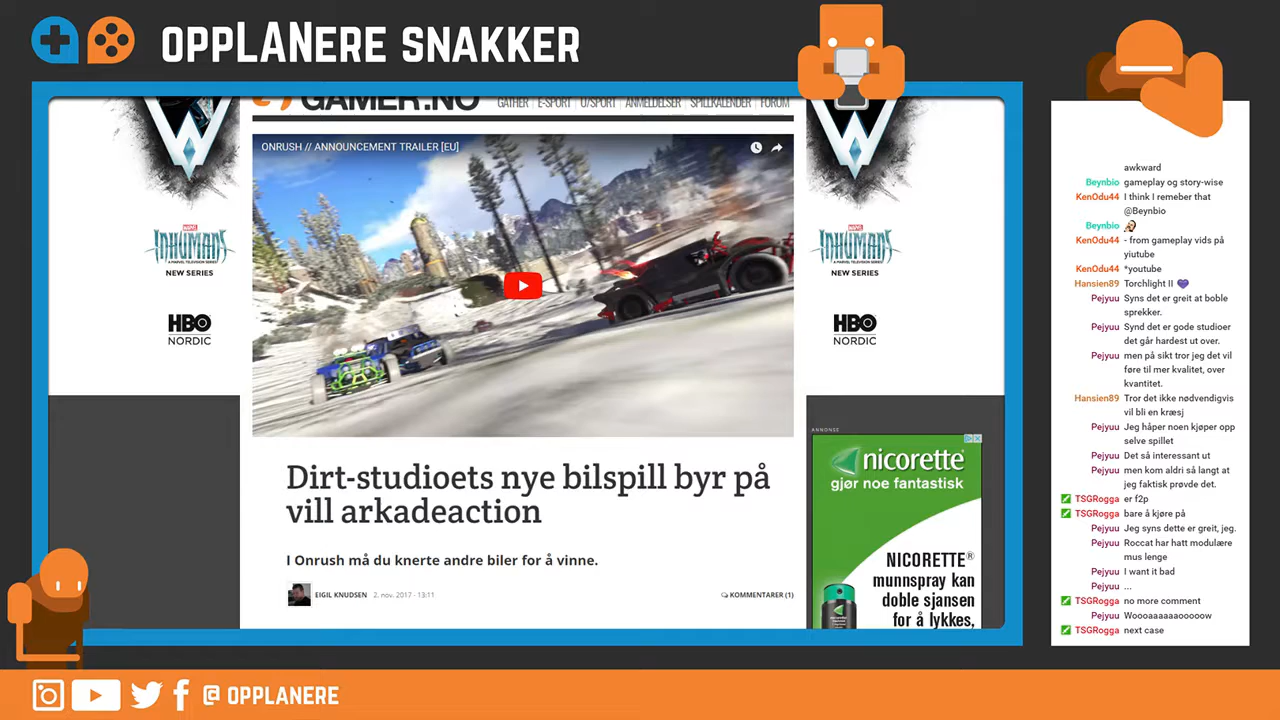 OPPLANERE SNAKKER
GAMER.NO
GATHER E-SPORT U/SPORT ANMELDELSER SPILLKALENDER FORUM
ONRUSH // ANNOUNCEMENT TRAILER [EU]
MARVEL
INHUMANS
A MARVEL TELEVISION SERIES
NEW SERIES
HBO
NORDIC
MARVEL
INHUMANS
A MARVEL TELEVISION SERIES
NEW SERIES
HBO
NORDIC
Dirt-studioets nye bilspill byr på
vill arkadeaction
I Onrush må du knerte andre biler for å vinne.
EIGIL KNUDSEN 2. nov. 2017 - 13:11
KOMMENTARER (1)
ANNONSE
nicorette
gjør noe fantastisk
NICORETTE®
munnspray kan
doble sjansen
for å lykkes,
awkward
Beynbio gameplay og story-wise
KenOdu44 I think I remeber that
@Beynbio
Beynbio
KenOdu44 - from gameplay vids på
yiutube
KenOdu44 *youtube
Hansien89 Torchlight II
Pejyuu Syns det er greit at boble
sprekker.
Pejyuu Synd det er gode studioer
det går hardest ut over.
Pejyuu men på sikt tror jeg det vil
føre til mer kvalitet, over
kvantitet.
Hansien89 Tror det ikke nødvendigvis
vil bli en kræsj
Pejyuu Jeg håper noen kjøper opp
selve spillet
Pejyuu Det så interessant ut
Pejyuu men kom aldri så langt at
jeg faktisk prøvde det.
TSGRogga er f2p
TSGRogga bare å kjøre på
Pejyuu Jeg syns dette er greit, jeg.
Pejyuu Roccat har hatt modulære
mus lenge
Pejyuu I want it bad
Pejyuu ...
TSGRogga no more comment
Pejyuu Woooaaaaaaooooow
TSGRogga next case
@ OPPLANERE